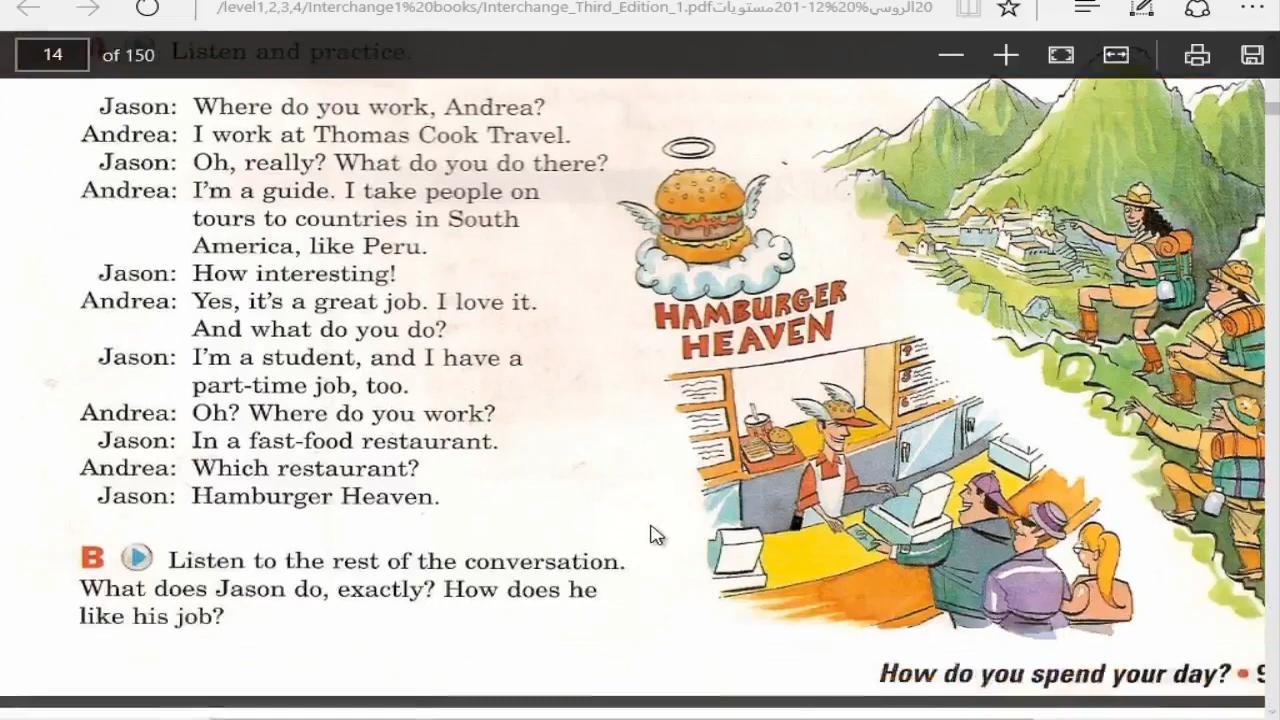 /level1,2,3,4/Interchange1%20books/Interchange_Third_Edition_1.pdfمستويات201-12%20%الروسي20
14 of 150
Listen and practice.
Jason: Where do you work, Andrea?
Andrea: I work at Thomas Cook Travel.
Jason: Oh, really? What do you do there?
Andrea: I'm a guide. I take people on
tours to countries in South
America, like Peru.
Jason: How interesting!
Andrea: Yes, it's a great job. I love it.
And what do you do?
Jason: I'm a student, and I have a
part-time job, too.
Andrea: Oh? Where do you work?
Jason: In a fast-food restaurant.
Andrea: Which restaurant?
Jason: Hamburger Heaven.
B Listen to the rest of the conversation.
What does Jason do, exactly? How does he
like his job?
HAMBURGER
HEAVEN
How do you spend your day? •